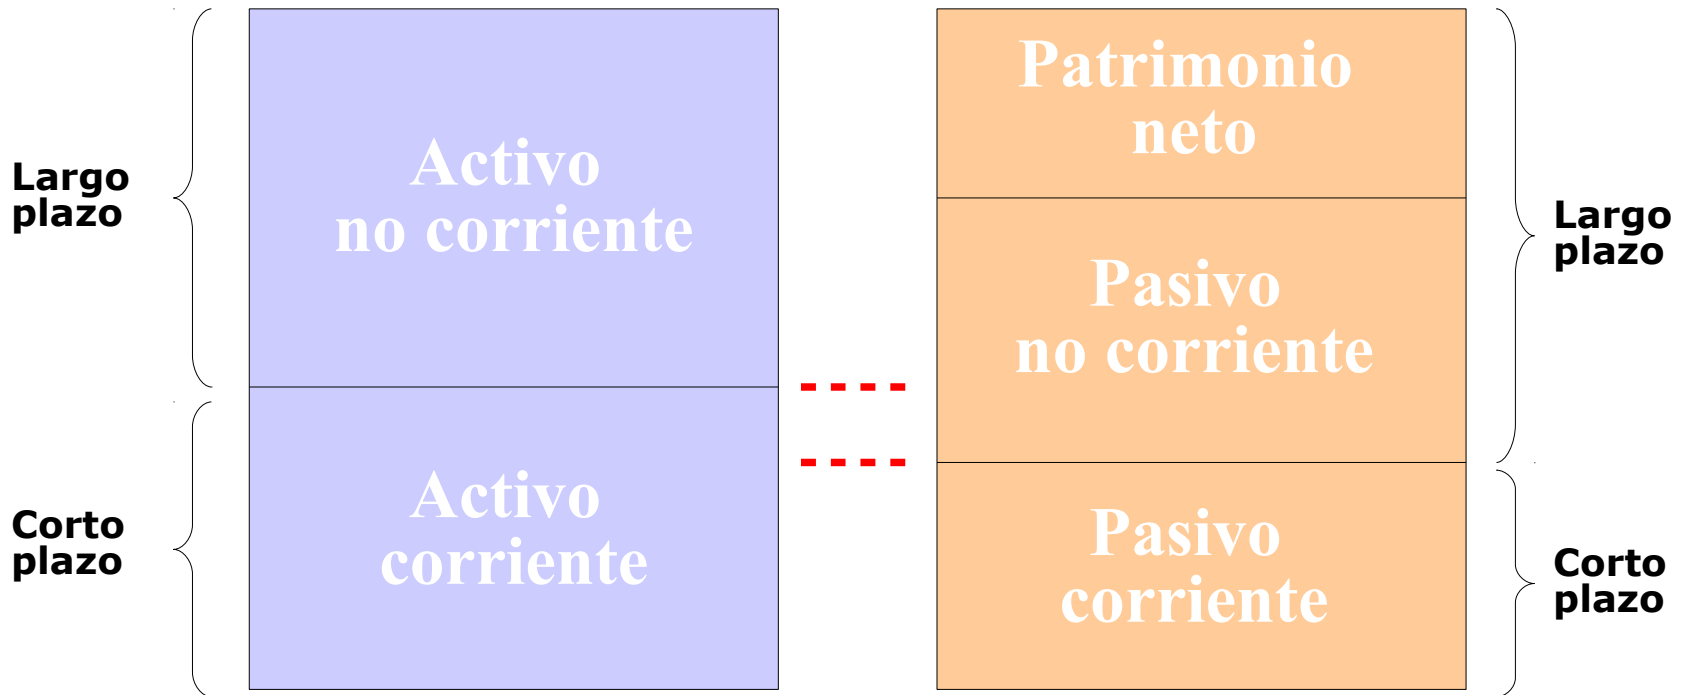 Largo
plazo
Activo
no corriente
Corto
plazo
Activo
corriente
Patrimonio
neto
Pasivo
no corriente
Largo
plazo
Pasivo
corriente
Corto
plazo